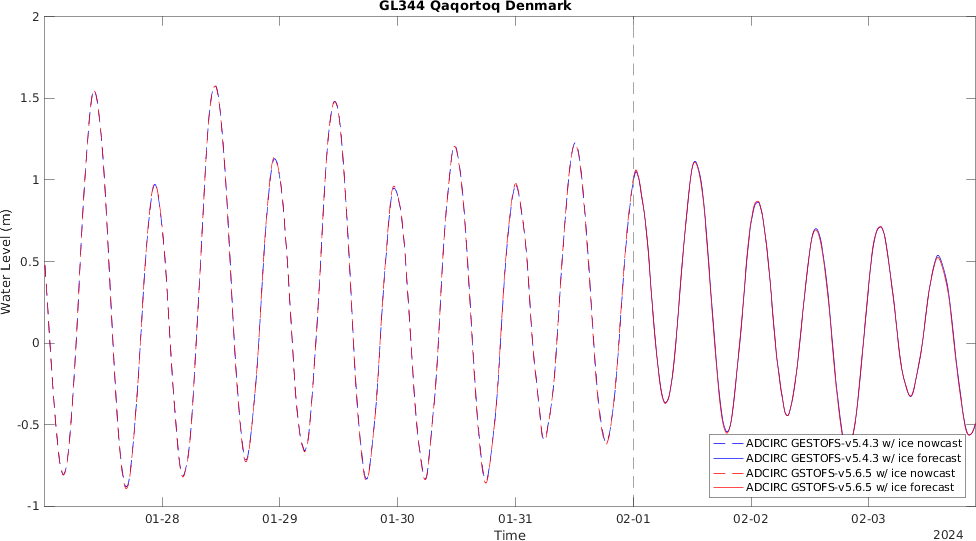 GL344 Qaqortoq Denmark
2
1.5
1
0.5
0
-0.5
-1
Water Level (m)
01-28
01-29
01-30
01-31
02-01
02-02
02-03
Time
2024
ADCIRC GESTOFS-v5.4.3 w/ ice nowcast
ADCIRC GESTOFS-v5.4.3 w/ ice forecast
ADCIRC GSTOFS-v5.6.5 w/ ice nowcast
ADCIRC GSTOFS-v5.6.5 w/ ice forecast